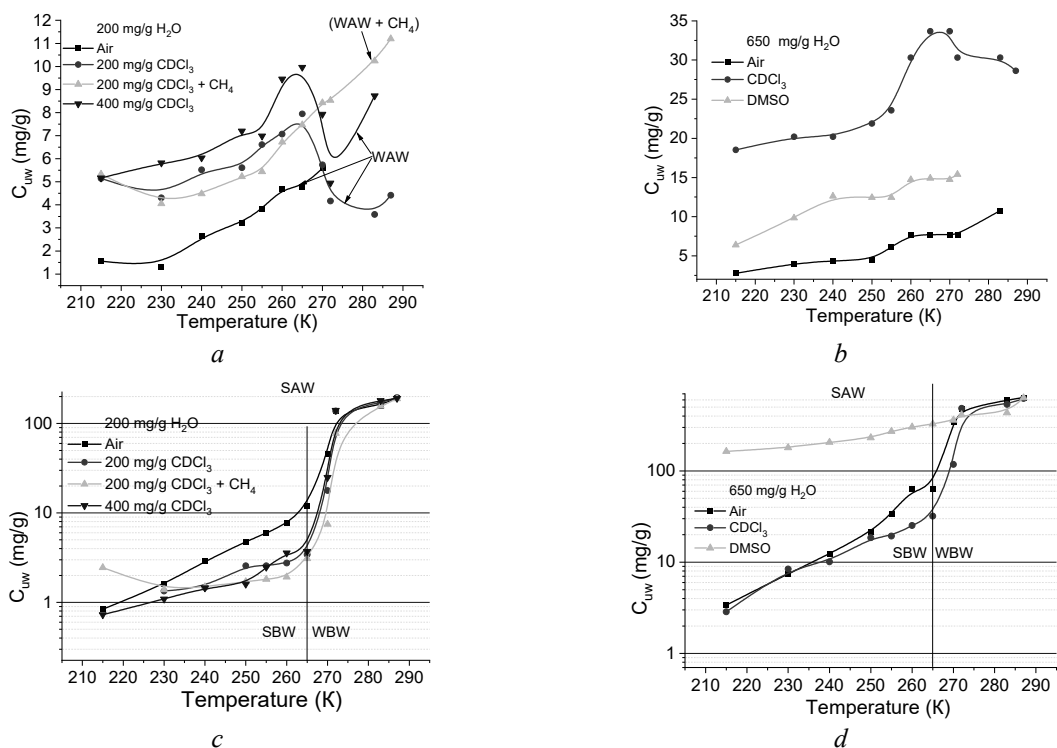 12
11
10
9
8
7
6
5
4
3
2
1
C_uw (mg/g)
200 mg/g H₂O
Air
200 mg/g CDCl₃
200 mg/g CDCl₃ + CH₄
400 mg/g CDCl₃
(WAW + CH₄)
WAW
210 220 230 240 250 260 270 280 290
Temperature (K)
a
35
30
25
20
15
10
5
C_uw (mg/g)
650 mg/g H₂O
Air
CDCl₃
DMSO
210 220 230 240 250 260 270 280 290
Temperature (K)
b
100
10
1
C_uw (mg/g)
SAW
200 mg/g H₂O
Air
200 mg/g CDCl₃
200 mg/g CDCl₃ + CH₄
400 mg/g CDCl₃
SBW WBW
210 220 230 240 250 260 270 280 290
Temperature (K)
c
1000
100
10
1
C_uw (mg/g)
SAW
650 mg/g H₂O
Air
CDCl₃
DMSO
SBW WBW
210 220 230 240 250 260 270 280 290
Temperature (K)
d